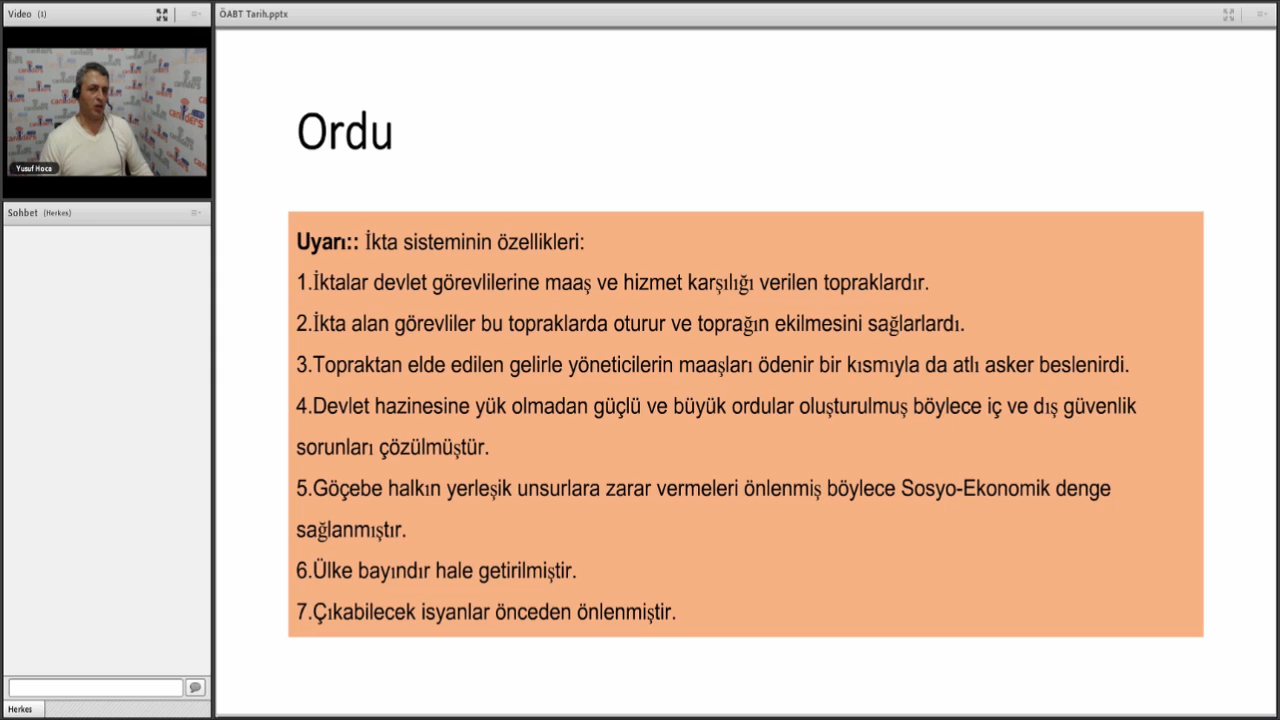 Video (1)
ÖABT Tarih.pptx
Yusuf Hoca
Sohbet (Herkes)
Ordu
Uyarı:: İkta sisteminin özellikleri:
1.İktalar devlet görevlilerine maaş ve hizmet karşılığı verilen topraklardır.
2.İkta alan görevliler bu topraklarda oturur ve toprağın ekilmesini sağlarlardı.
3.Topraktan elde edilen gelirle yöneticilerin maaşları ödenir bir kısmıyla da atlı asker beslenirdi.
4.Devlet hazinesine yük olmadan güçlü ve büyük ordular oluşturulmuş böylece iç ve dış güvenlik
sorunları çözülmüştür.
5.Göçebe halkın yerleşik unsurlara zarar vermeleri önlenmiş böylece Sosyo-Ekonomik denge
sağlanmıştır.
6.Ülke bayındır hale getirilmiştir.
7.Çıkabilecek isyanlar önceden önlenmiştir.
Herkes